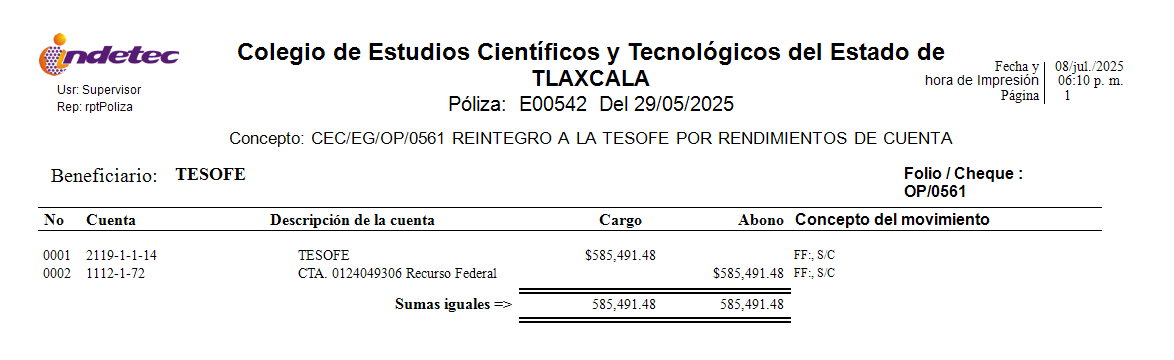 indetec
Colegio de Estudios Científicos y Tecnológicos del Estado de
TLAXCALA
Usr: Supervisor
Rep: rptPoliza
Fecha y hora de Impresión 08/jul./2025 06:10 p. m.
Página 1
Póliza: E00542 Del 29/05/2025
Concepto: CEC/EG/OP/0561 REINTEGRO A LA TESOFE POR RENDIMIENTOS DE CUENTA
Beneficiario: TESOFE
Folio / Cheque :
OP/0561
No Cuenta Descripción de la cuenta Cargo Abono Concepto del movimiento
0001 2119-1-1-14 TESOFE $585,491.48 FF:, S/C
0002 1112-1-72 CTA. 0124049306 Recurso Federal $585,491.48 FF:, S/C
Sumas iguales => 585,491.48 585,491.48